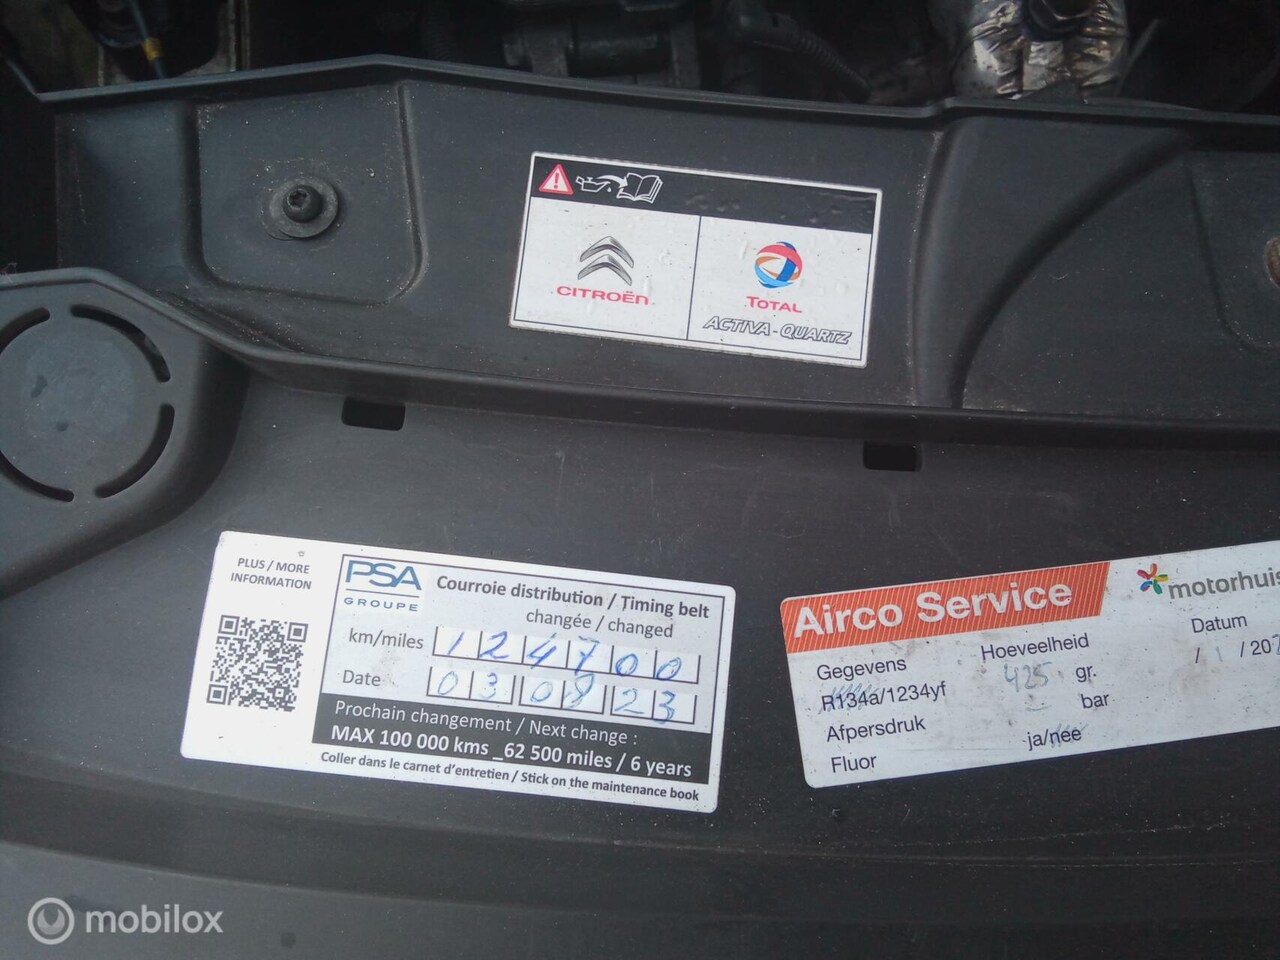 CITROËN
TOTAL
ACTIVA-QUARTZ
PLUS / MORE
INFORMATION
PSA
GROUPE
Courroie distribution / Timing belt
changée / changed
km/miles 124700
Date 03 08 23
Prochain changement / Next change :
MAX 100 000 kms _62 500 miles / 6 years
Coller dans le carnet d'entretien / Stick on the maintenance book
Airco Service
motorhuis
Gegevens
Hoeveelheid
Datum
R134a/1234yf
425 gr.
/ / 20
Afpersdruk
bar
Fluor
ja/nee
mobilox